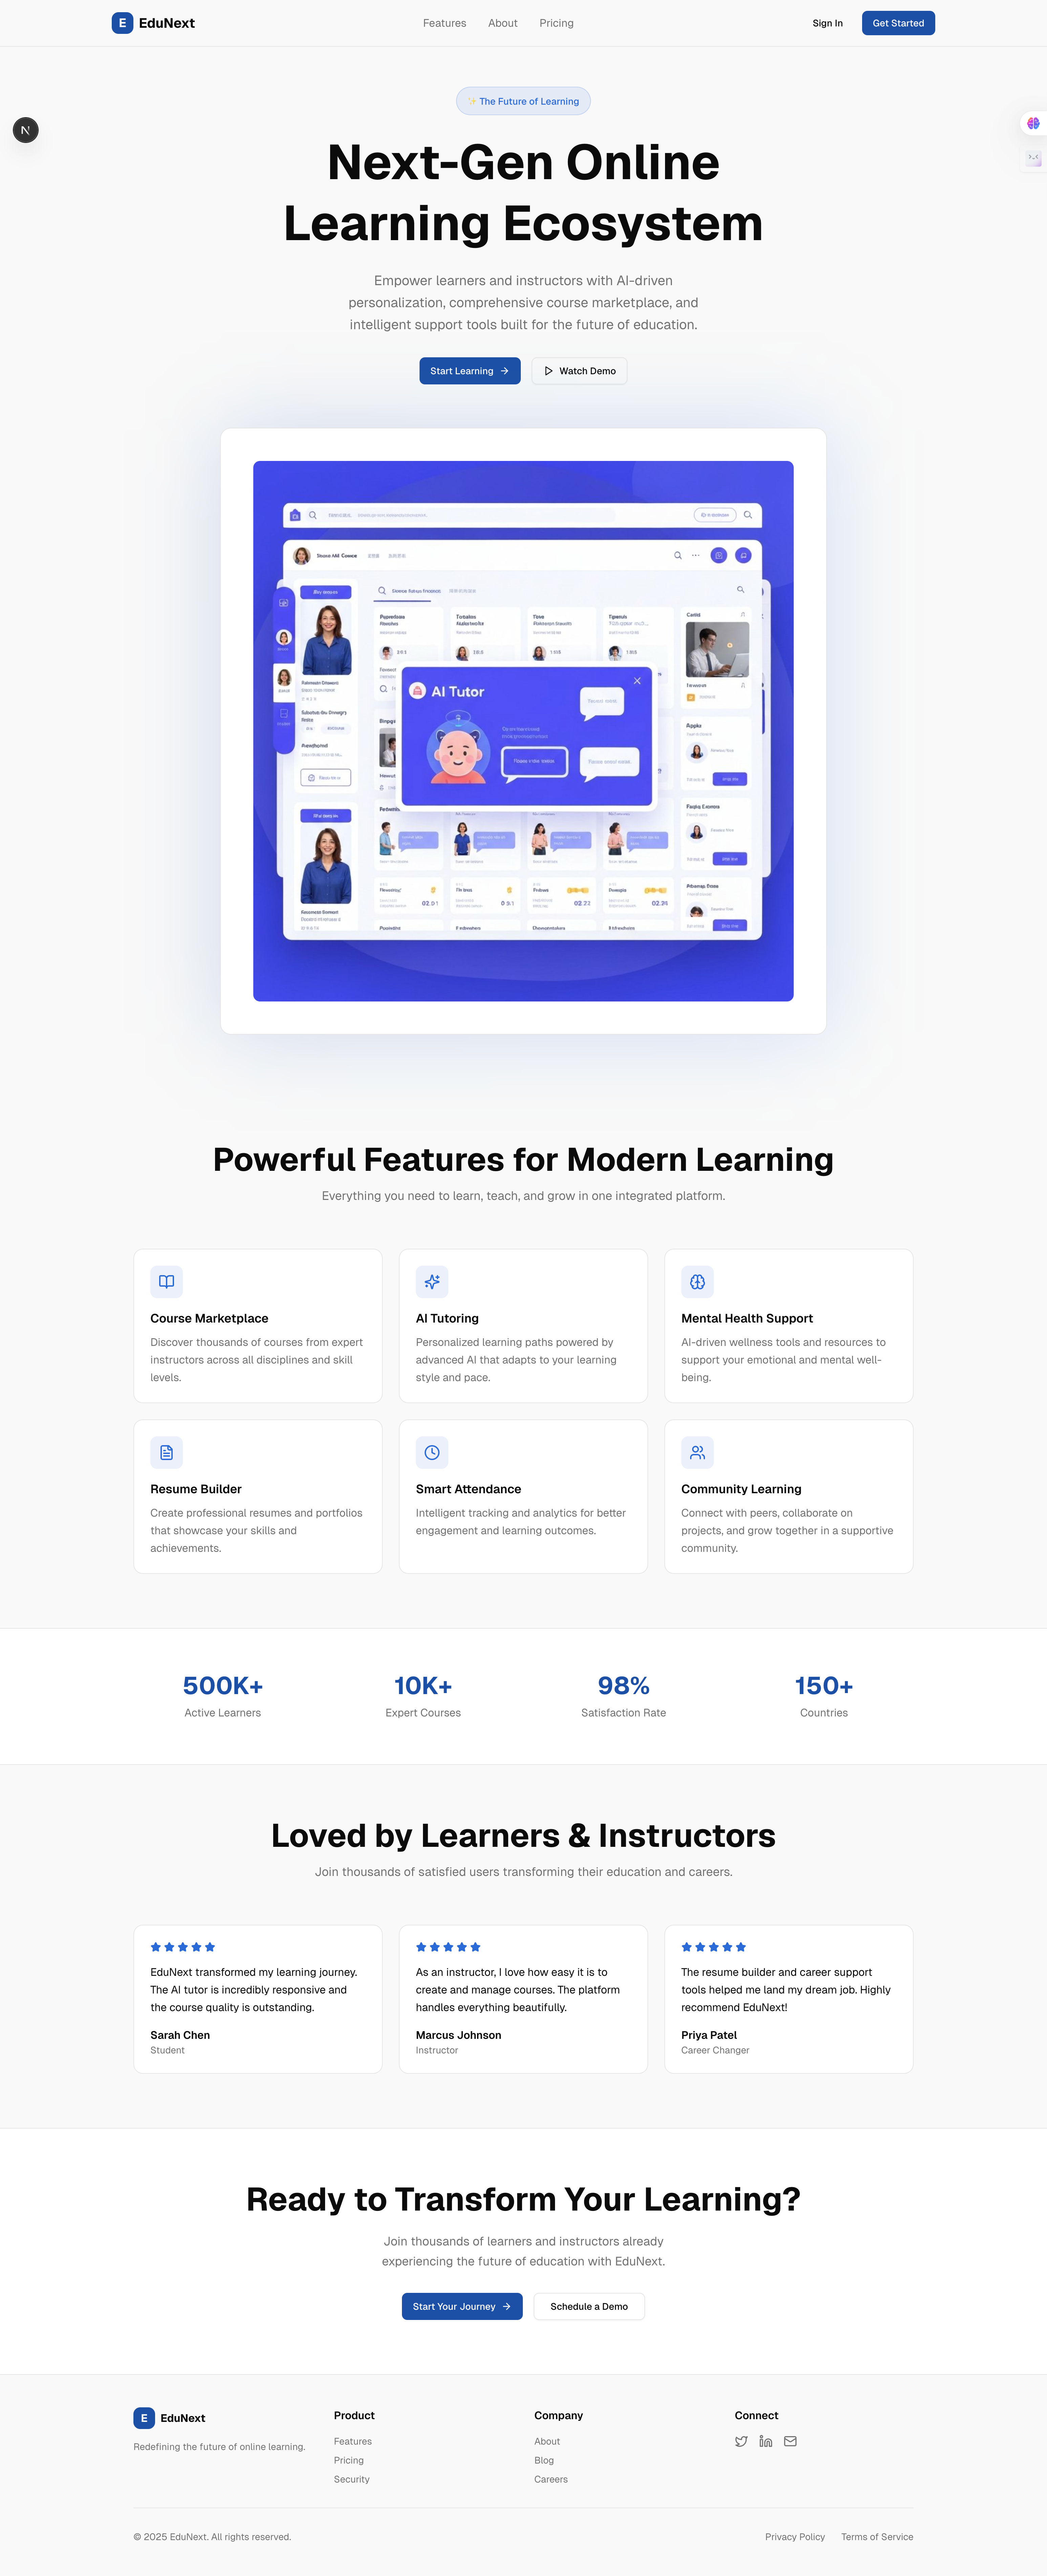 E EduNext
Features About Pricing
Sign In Get Started
✨ The Future of Learning
N
Next-Gen Online
Learning Ecosystem
Empower learners and instructors with AI-driven
personalization, comprehensive course marketplace, and
intelligent support tools built for the future of education.
Start Learning → Watch Demo
AI Tutor
Powerful Features for Modern Learning
Everything you need to learn, teach, and grow in one integrated platform.
Course Marketplace
Discover thousands of courses from expert
instructors across all disciplines and skill
levels.
AI Tutoring
Personalized learning paths powered by
advanced AI that adapts to your learning
style and pace.
Mental Health Support
AI-driven wellness tools and resources to
support your emotional and mental well-
being.
Resume Builder
Create professional resumes and portfolios
that showcase your skills and
achievements.
Smart Attendance
Intelligent tracking and analytics for better
engagement and learning outcomes.
Community Learning
Connect with peers, collaborate on
projects, and grow together in a supportive
community.
500K+
Active Learners
10K+
Expert Courses
98%
Satisfaction Rate
150+
Countries
Loved by Learners & Instructors
Join thousands of satisfied users transforming their education and careers.
EduNext transformed my learning journey.
The AI tutor is incredibly responsive and
the course quality is outstanding.
Sarah Chen
Student
As an instructor, I love how easy it is to
create and manage courses. The platform
handles everything beautifully.
Marcus Johnson
Instructor
The resume builder and career support
tools helped me land my dream job. Highly
recommend EduNext!
Priya Patel
Career Changer
Ready to Transform Your Learning?
Join thousands of learners and instructors already
experiencing the future of education with EduNext.
Start Your Journey → Schedule a Demo
E EduNext
Redefining the future of online learning.
Product
Features
Pricing
Security
Company
About
Blog
Careers
Connect
© 2025 EduNext. All rights reserved.
Privacy Policy Terms of Service